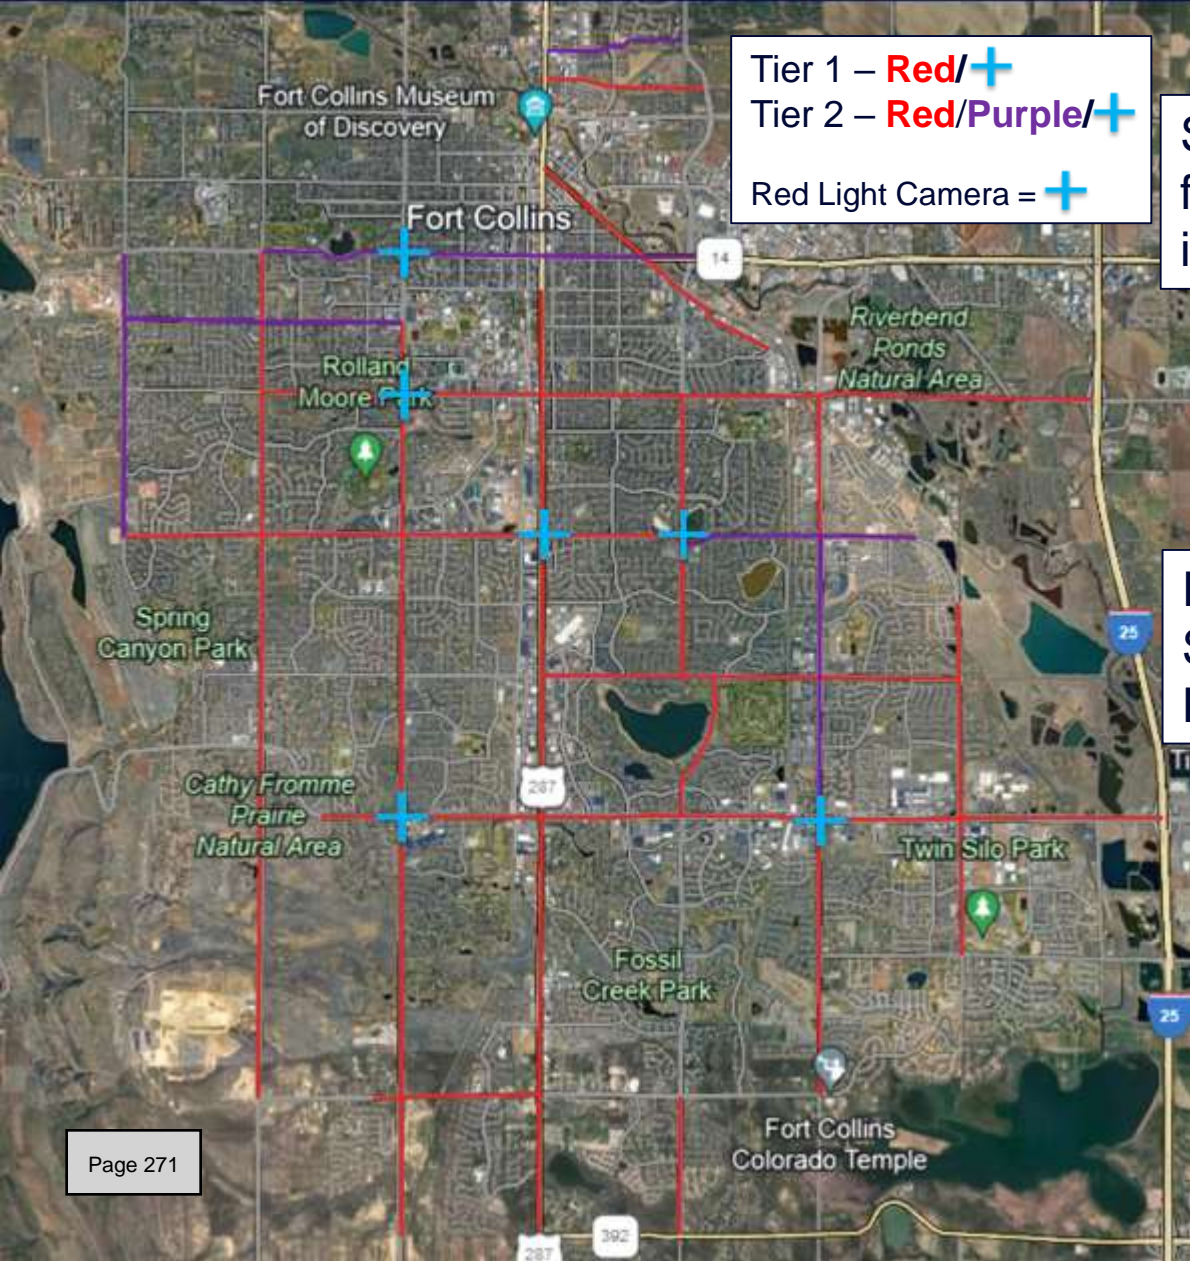 Tier 1 – Red/
Tier 2 – Red/Purple/
Red Light Camera =
Fort Collins Museum
of Discovery
Fort Collins
14
Riverbend
Ponds
Natural Area
Rolland
Moore Park
Spring
Canyon Park
25
287
Cathy Fromme
Prairie
Natural Area
Twin Silo Park
Fossil
Creek Park
25
Fort Collins
Colorado Temple
Page 271
392
287